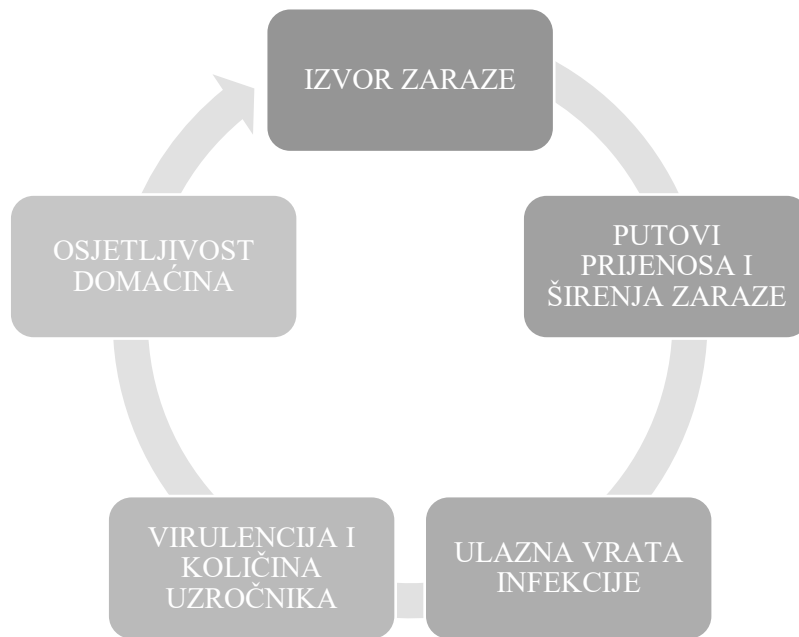 IZVOR ZARAZE
PUTOVI
PRIJENOSA I
ŠIRENJA ZARAZE
ULAZNA VRATA
INFEKCIJE
VIRULENCIJA I
KOLIČINA
UZROČNIKA
OSJETLJIVOST
DOMAĆINA